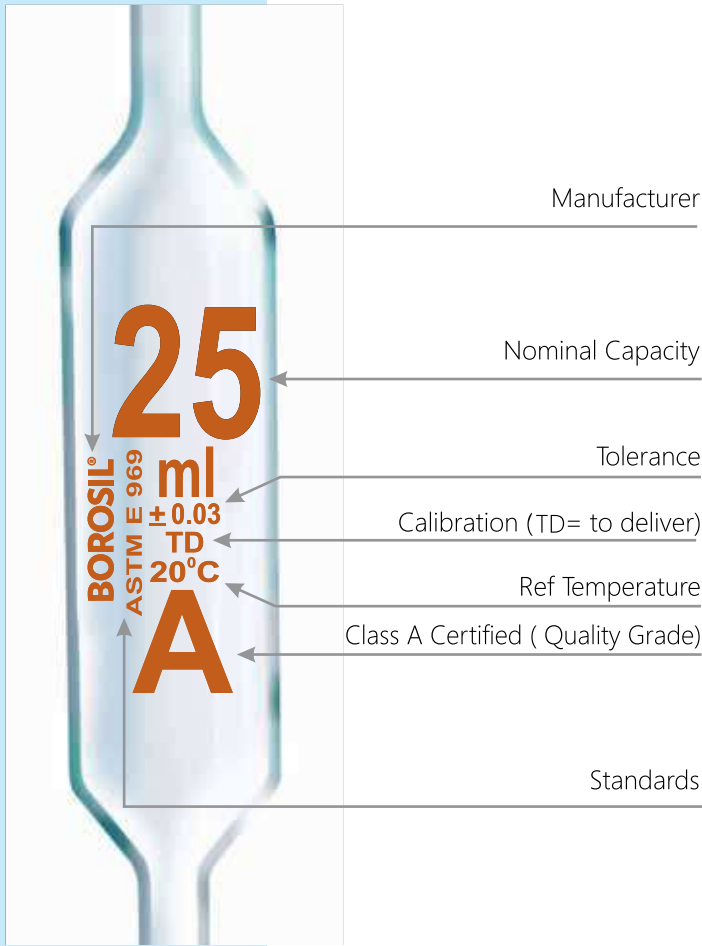 Manufacturer
25
Nominal Capacity
ml
Tolerance
± 0.03
Calibration (TD= to deliver)
TD
20°C
Ref Temperature
A
Class A Certified ( Quality Grade)
BOROSIL®
ASTM E 969
Standards